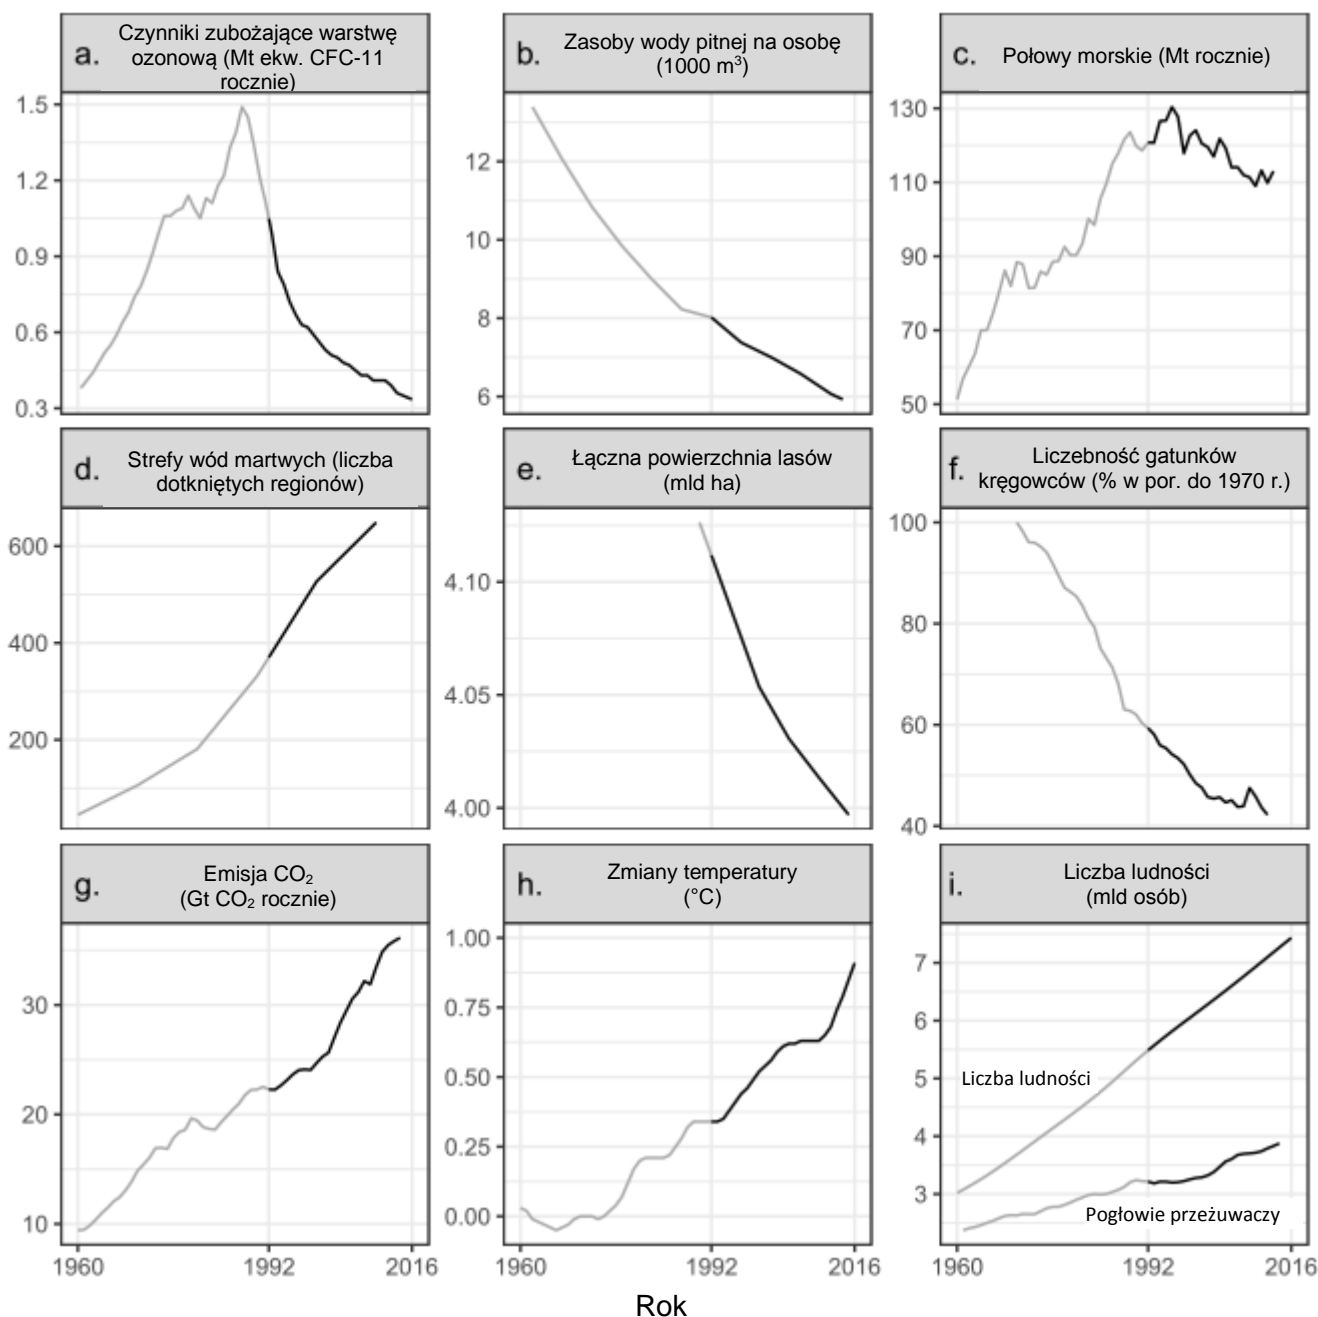 a.
Czynniki zubożające warstwę
ozonową (Mt ekw. CFC-11
rocznie)
1.5
1.2
0.9
0.6
0.3
b.
Zasoby wody pitnej na osobę
(1000 m³)
12
10
8
6
c.
Połowy morskie (Mt rocznie)
130
110
90
70
50
d.
Strefy wód martwych (liczba
dotkniętych regionów)
600
400
200
e.
Łączna powierzchnia lasów
(mld ha)
4.10
4.05
4.00
f.
Liczebność gatunków
kręgowców (% w por. do 1970 r.)
100
80
60
40
g.
Emisja CO₂
(Gt CO₂ rocznie)
30
20
10
1960 1992 2016
h.
Zmiany temperatury
(°C)
1.00
0.75
0.50
0.25
0.00
1960 1992 2016
i.
Liczba ludności
(mld osób)
7
6
5
4
3
Liczba ludności
Pogłowie przeżuwaczy
1960 1992 2016
Rok